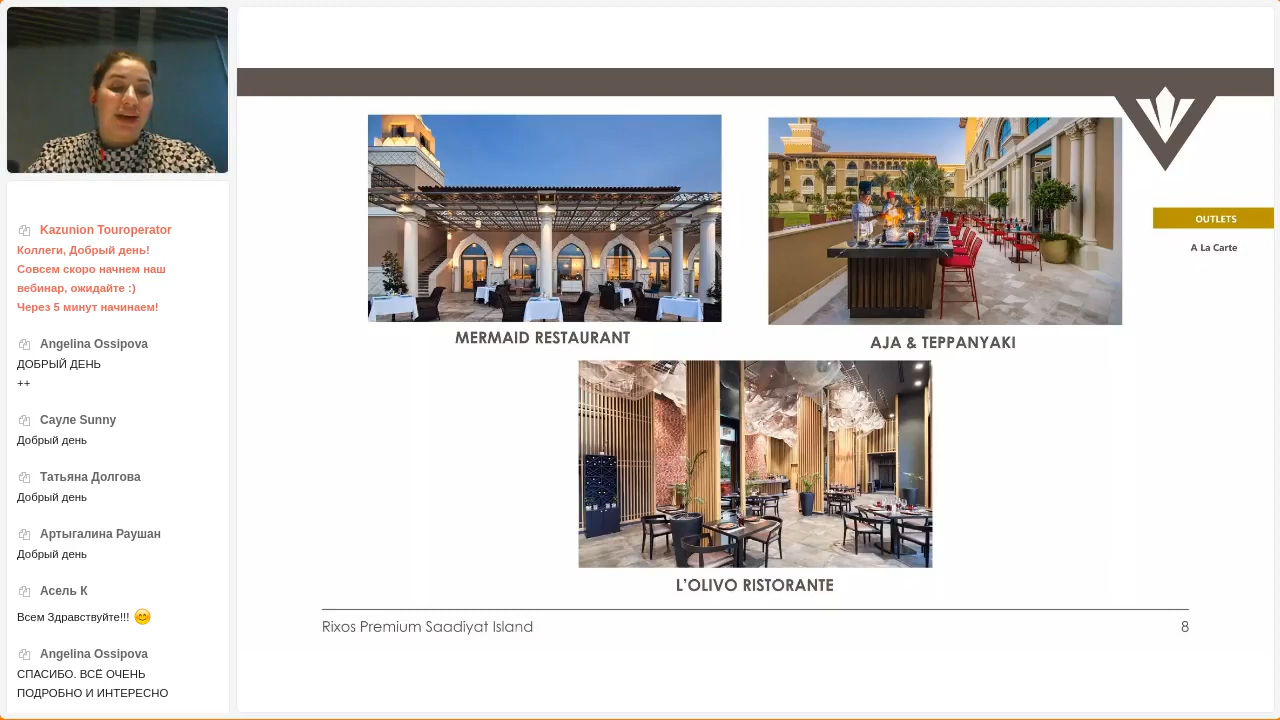 Kazunion Touroperator
Коллеги, Добрый день!
Совсем скоро начнем наш
вебинар, ожидайте :)
Через 5 минут начинаем!
Angelina Ossipova
ДОБРЫЙ ДЕНЬ
++
Сауле Sunny
Добрый день
Татьяна Долгова
Добрый день
Артыгалина Раушан
Добрый день
Асель К
Всем Здравствуйте!!! 😊
Angelina Ossipova
СПАСИБО. ВСЁ ОЧЕНЬ
ПОДРОБНО И ИНТЕРЕСНО
OUTLETS
A La Carte
MERMAID RESTAURANT
AJA & TEPPANYAKI
L'OLIVO RISTORANTE
Rixos Premium Saadiyat Island
8